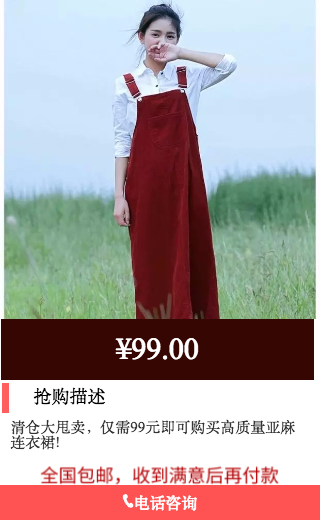 ¥99.00
抢购描述
清仓大甩卖，仅需99元即可购买高质量亚麻
连衣裙!
全国包邮，收到满意后再付款
电话咨询